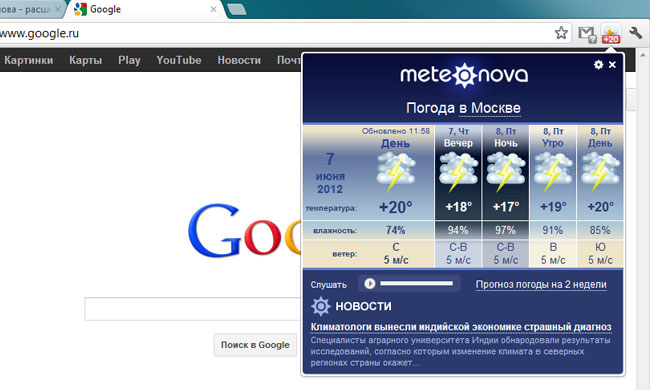 нова - расши
Google
www.google.ru
+20
Картинки Карты Play YouTube Новости Почт
meteonova
Погода в Москве
Обновлено 11:58
7 июня 2012
День
7, Чт Вечер
8, Пт Ночь
8, Пт Утро
8, Пт День
температура: +20° +18° +17° +19° +20°
влажность: 74% 94% 97% 91% 85%
ветер: С 5 м/с С-В 5 м/с С-В 5 м/с В 5 м/с Ю 5 м/с
Goo
Слушать Прогноз погоды на 2 недели
НОВОСТИ
Климатологи вынесли индийской экономике страшный диагноз
Специалисты аграрного университета Индии обнародовали результаты
исследований, согласно которым изменение климата в северных
регионах страны окажет...
Поиск в Google